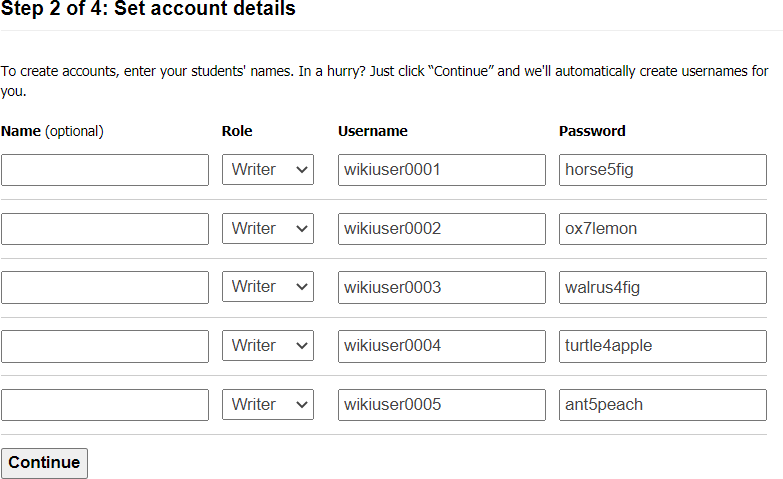 Step 2 of 4: Set account details
To create accounts, enter your students' names. In a hurry? Just click “Continue” and we'll automatically create usernames for
you.
Name (optional) Role Username Password
Writer wikiuser0001 horse5fig
Writer wikiuser0002 ox7lemon
Writer wikiuser0003 walrus4fig
Writer wikiuser0004 turtle4apple
Writer wikiuser0005 ant5peach
Continue